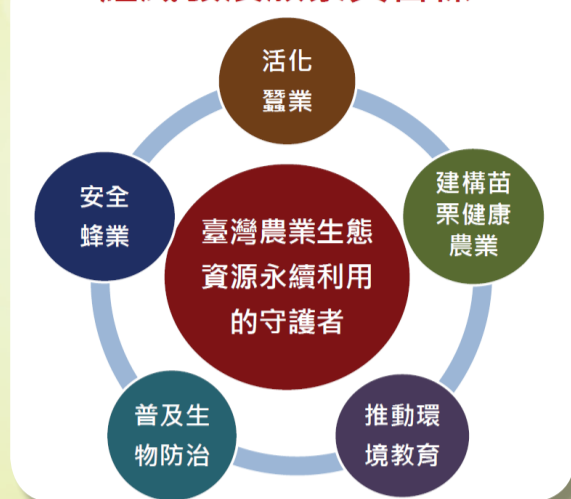 活化
蠶業
建構苗
栗健康
農業
推動環
境教育
普及生
物防治
安全
蜂業
臺灣農業生態
資源永續利用
的守護者